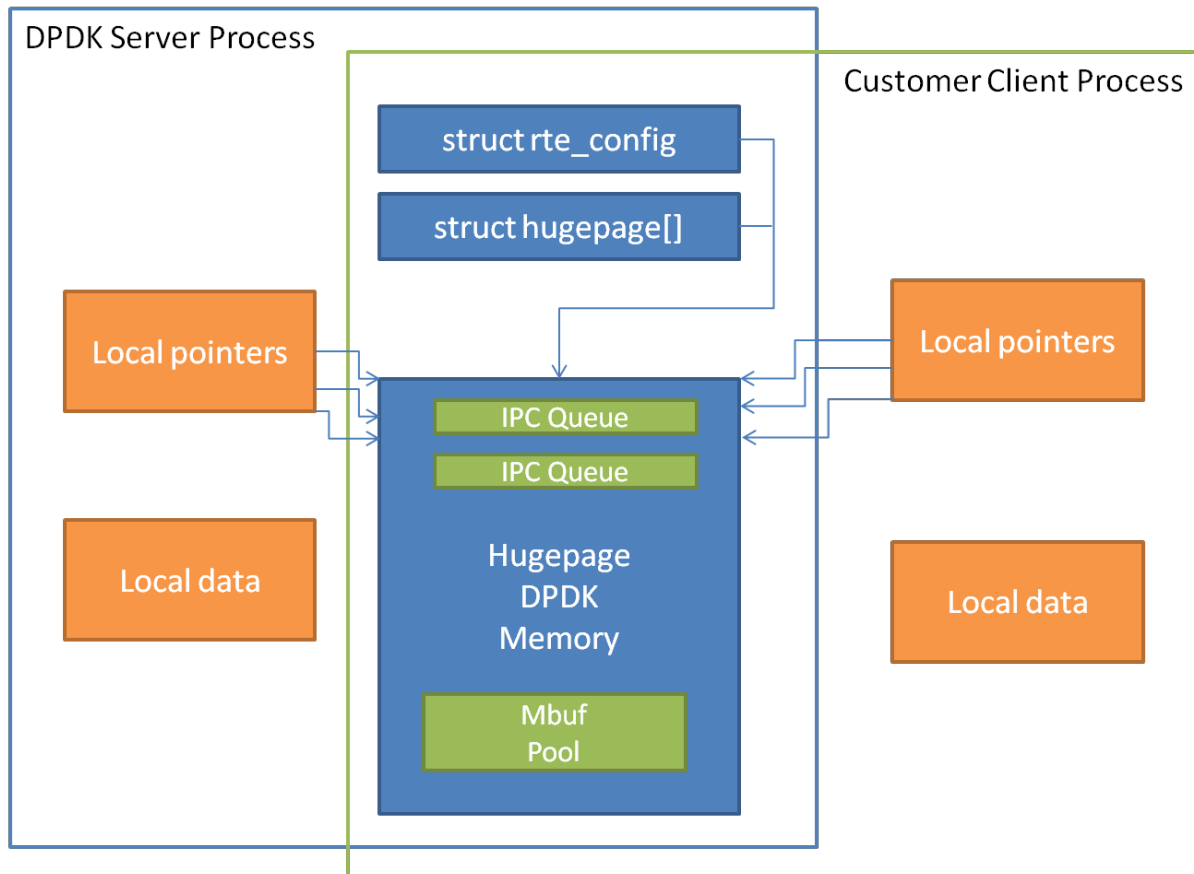 DPDK Server Process
Customer Client Process
struct rte_config
struct hugepage[]
Local pointers
Local pointers
IPC Queue
IPC Queue
Hugepage
DPDK
Memory
Local data
Local data
Mbuf
Pool